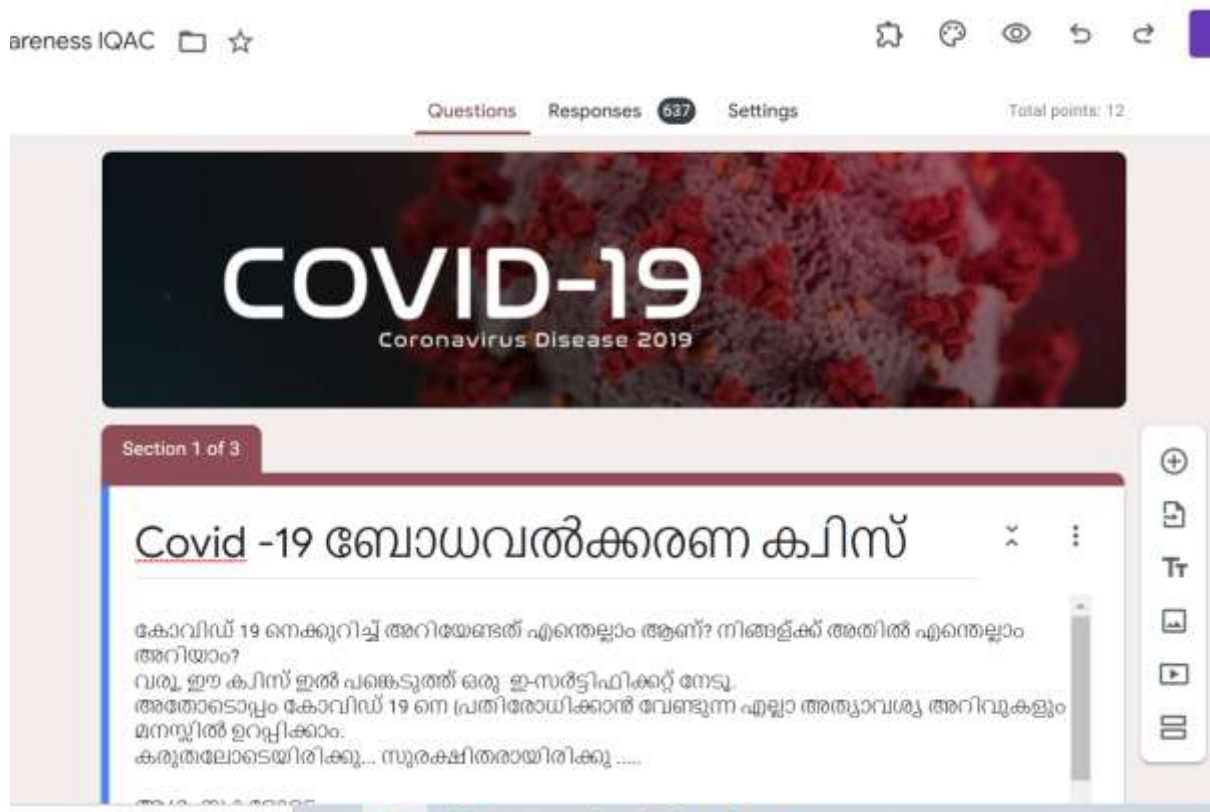 areness IQAC
Questions Responses 637 Settings Total points: 12
COVID-19
Coronavirus Disease 2019
Section 1 of 3
Covid -19 ബോധവൽക്കരണ ക്വിസ്
കോവിഡ് 19 നെക്കുറിച്ച് അറിയേണ്ടത് എന്തെല്ലാം ആണ്? നിങ്ങള്ക്ക് അതിൽ എന്തെല്ലാം
അറിയാം?
വരൂ, ഈ ക്വിസ് ഇൽ പങ്കെടുത്ത് ഒരു ഇ-സർട്ടിഫിക്കറ്റ് നേടൂ.
അതോടൊപ്പം കോവിഡ് 19 നെ പ്രതിരോധിക്കാൻ വേണ്ടുന്ന എല്ലാ അത്യാവശ്യ അറിവുകളും
മനസ്സിൽ ഉറപ്പിക്കാം.
കരുതലോടെയിരിക്കു... സുരക്ഷിതരായിരിക്കു .....
Tт